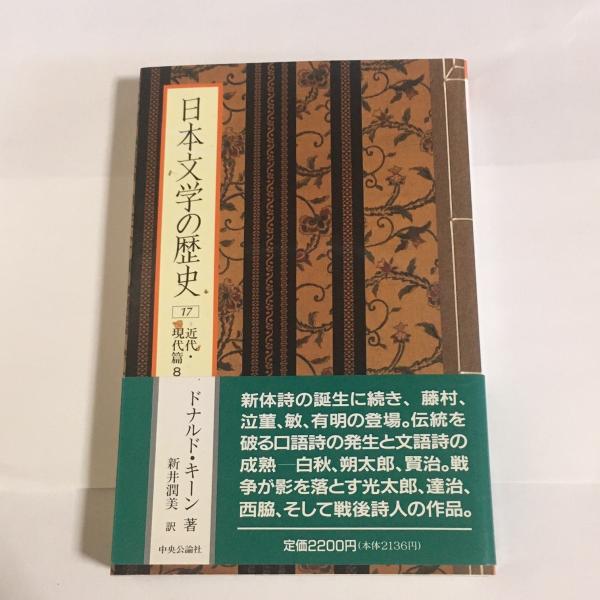 日本文学の歴史
17
近代・
現代篇 8
ドナルド・キーン 著
新井潤美 訳
中央公論社
新体詩の誕生に続き、藤村、
泣菫、敏、有明の登場。伝統を
破る口語詩の発生と文語詩の
成熟―白秋、朔太郎、賢治。戦
争が影を落とす光太郎、達治、
西脇、そして戦後詩人の作品。
定価2200円(本体2136円)